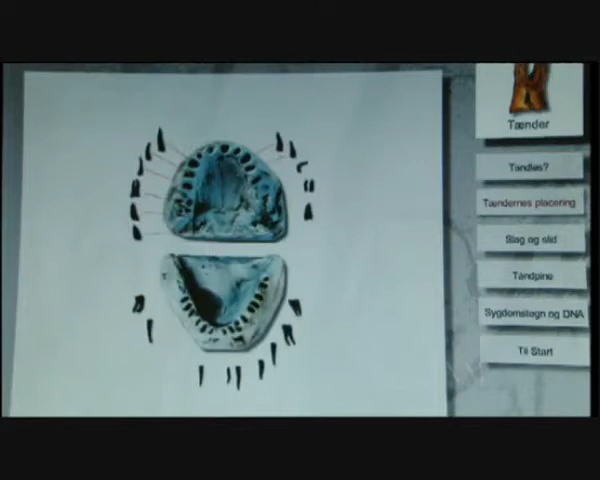 Tænder
Tandløs?
Tændernes placering
Slag og slid
Tandpine
Sygdomstegn og DNA
Til Start